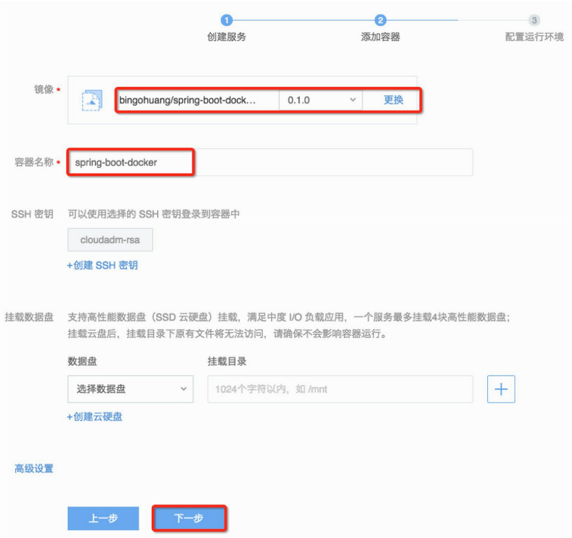 1 2 3
创建服务 添加容器 配置运行环境
镜像 • bingohuang/spring-boot-dock... 0.1.0 更换
容器名称 • spring-boot-docker
SSH 密钥 可以使用选择的 SSH 密钥登录到容器中
cloudadm-rsa
+创建 SSH 密钥
挂载数据盘 支持高性能数据盘（SSD 云硬盘）挂载，满足中度 I/O 负载应用，一个服务最多挂载4块高性能数据盘；
挂载云盘后，挂载目录下原有文件将无法访问，请确保不会影响容器运行。
数据盘 挂载目录
选择数据盘 1024个字符以内，如 /mnt
+创建云硬盘
高级设置
上一步 下一步